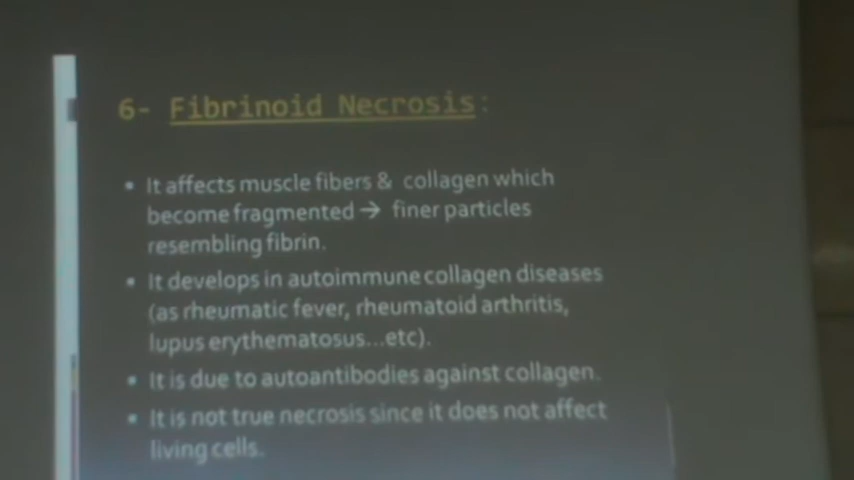 6- Fibrinoid Necrosis:
▪ It affects muscle fibers & collagen which
become fragmented → finer particles
resembling fibrin.
▪ It develops in autoimmune collagen diseases
(as rheumatic fever, rheumatoid arthritis,
lupus erythematosus...etc).
▪ It is due to autoantibodies against collagen.
▪ It is not true necrosis since it does not affect
living cells.